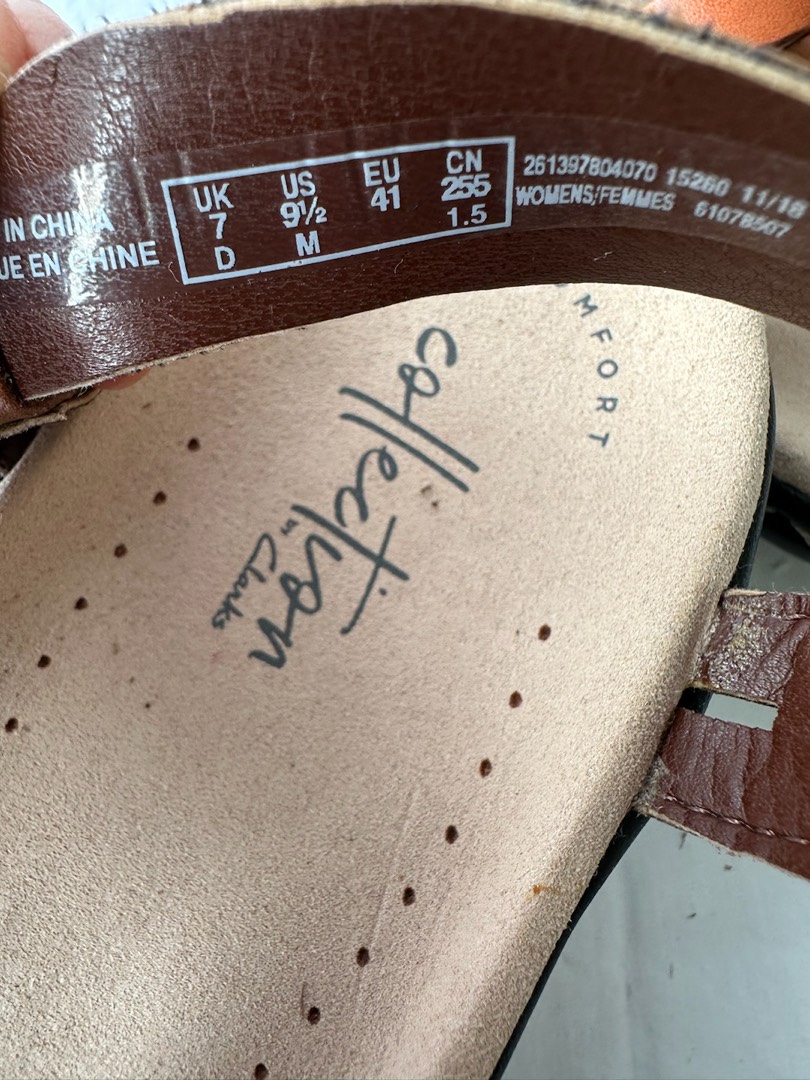 IN CHINA
UE EN CHINE
UK US EU CN
7 9½ 41 255
D M 1.5
261397804070 15260 11/18
WOMENS/FEMMES 61078507
OMFORT
collection
by Clarks